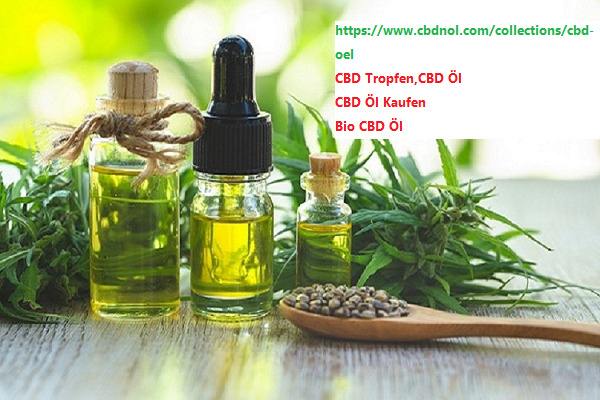 https://www.cbdnol.com/collections/cbd-
oel
CBD Tropfen,CBD Öl
CBD Öl Kaufen
Bio CBD Öl